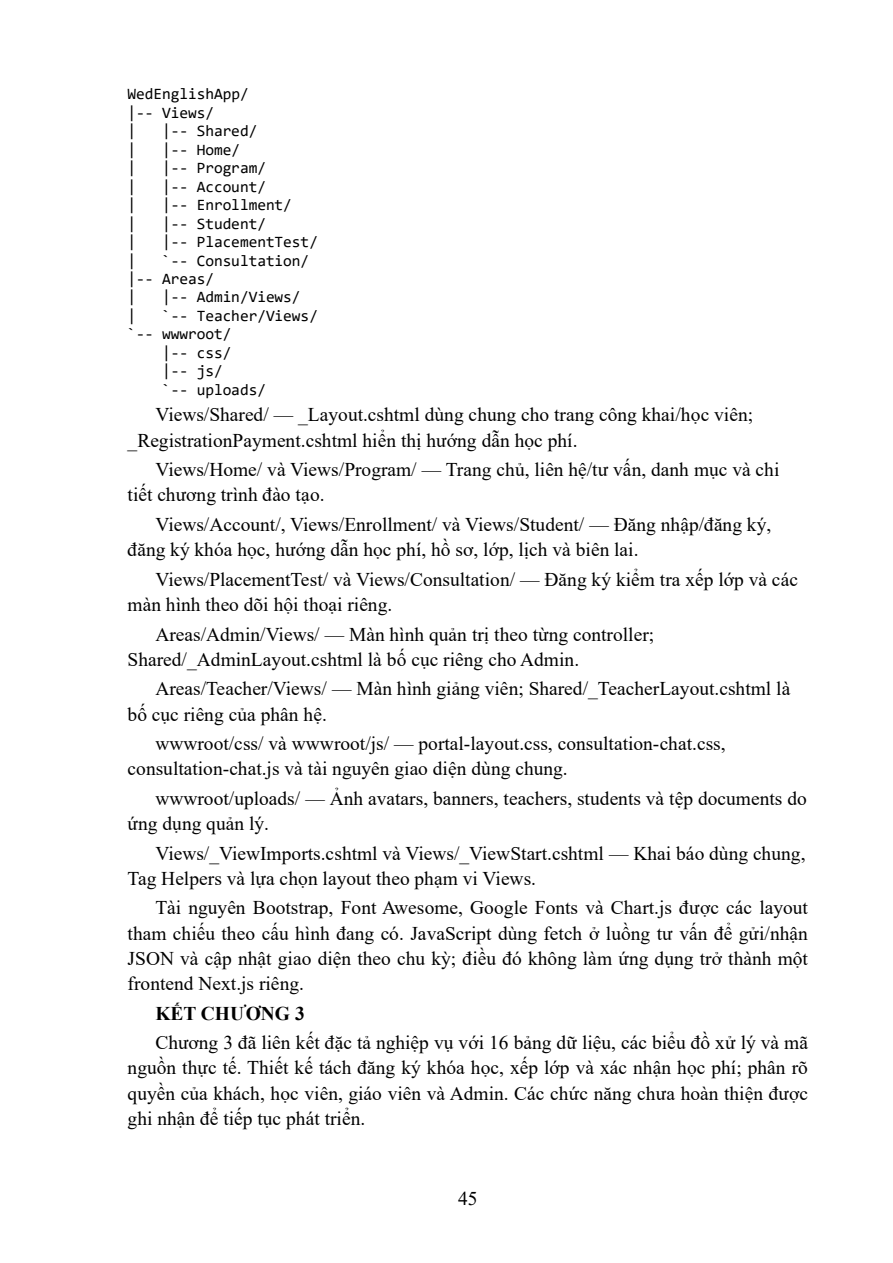 WedEnglishApp/
|-- Views/
|   |-- Shared/
|   |-- Home/
|   |-- Program/
|   |-- Account/
|   |-- Enrollment/
|   |-- Student/
|   |-- PlacementTest/
|   `-- Consultation/
|-- Areas/
|   |-- Admin/Views/
|   `-- Teacher/Views/
`-- wwwroot/
    |-- css/
    |-- js/
    `-- uploads/
Views/Shared/ — _Layout.cshtml dùng chung cho trang công khai/học viên;
_RegistrationPayment.cshtml hiển thị hướng dẫn học phí.
Views/Home/ và Views/Program/ — Trang chủ, liên hệ/tư vấn, danh mục và chi
tiết chương trình đào tạo.
Views/Account/, Views/Enrollment/ và Views/Student/ — Đăng nhập/đăng ký,
đăng ký khóa học, hướng dẫn học phí, hồ sơ, lớp, lịch và biên lai.
Views/PlacementTest/ và Views/Consultation/ — Đăng ký kiểm tra xếp lớp và các
màn hình theo dõi hội thoại riêng.
Areas/Admin/Views/ — Màn hình quản trị theo từng controller;
Shared/_AdminLayout.cshtml là bố cục riêng cho Admin.
Areas/Teacher/Views/ — Màn hình giảng viên; Shared/_TeacherLayout.cshtml là
bố cục riêng của phân hệ.
wwwroot/css/ và wwwroot/js/ — portal-layout.css, consultation-chat.css,
consultation-chat.js và tài nguyên giao diện dùng chung.
wwwroot/uploads/ — Ảnh avatars, banners, teachers, students và tệp documents do
ứng dụng quản lý.
Views/_ViewImports.cshtml và Views/_ViewStart.cshtml — Khai báo dùng chung,
Tag Helpers và lựa chọn layout theo phạm vi Views.
Tài nguyên Bootstrap, Font Awesome, Google Fonts và Chart.js được các layout
tham chiếu theo cấu hình đang có. JavaScript dùng fetch ở luồng tư vấn để gửi/nhận
JSON và cập nhật giao diện theo chu kỳ; điều đó không làm ứng dụng trở thành một
frontend Next.js riêng.
KẾT CHƯƠNG 3
Chương 3 đã liên kết đặc tả nghiệp vụ với 16 bảng dữ liệu, các biểu đồ xử lý và mã
nguồn thực tế. Thiết kế tách đăng ký khóa học, xếp lớp và xác nhận học phí; phân rõ
quyền của khách, học viên, giáo viên và Admin. Các chức năng chưa hoàn thiện được
ghi nhận để tiếp tục phát triển.
45